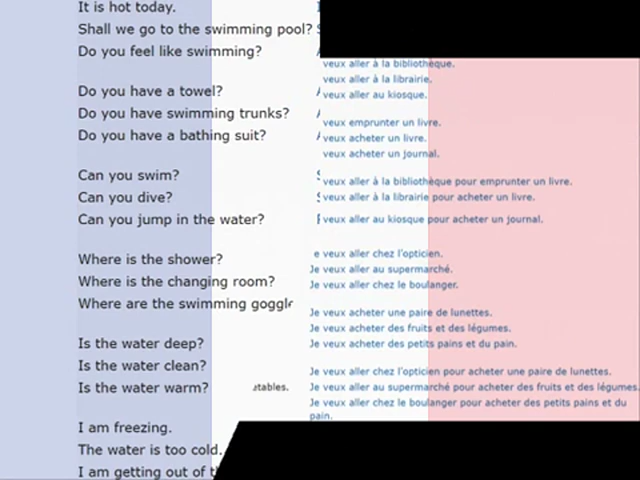 It is hot today.
Shall we go to the swimming pool?
Do you feel like swimming?
Do you have a towel?
Do you have swimming trunks?
Do you have a bathing suit?
Can you swim?
Can you dive?
Can you jump in the water?
Where is the shower?
Where is the changing room?
Where are the swimming
Is the water deep?
Is the water clean?
Is the water warm?
I am freezing.
The water is too cold.
I am getting out of
veux aller à la bibliothèque.
veux aller à la librairie.
veux aller au kiosque.
veux emprunter un livre.
veux acheter un livre.
veux acheter un journal.
veux aller à la bibliothèque pour emprunter un livre.
veux aller à la librairie pour acheter un livre.
veux aller au kiosque pour acheter un journal.
e veux aller chez l'opticien.
Je veux aller au supermarché.
Je veux aller chez le boulanger.
Je veux acheter une paire de lunettes.
Je veux acheter des fruits et des légumes.
Je veux acheter des petits pains et du pain.
Je veux aller chez l'opticien pour acheter une paire de lunettes.
Je veux aller au supermarché pour acheter des fruits et des légumes.
Je veux aller chez le boulanger pour acheter des petits pains et du
pain.